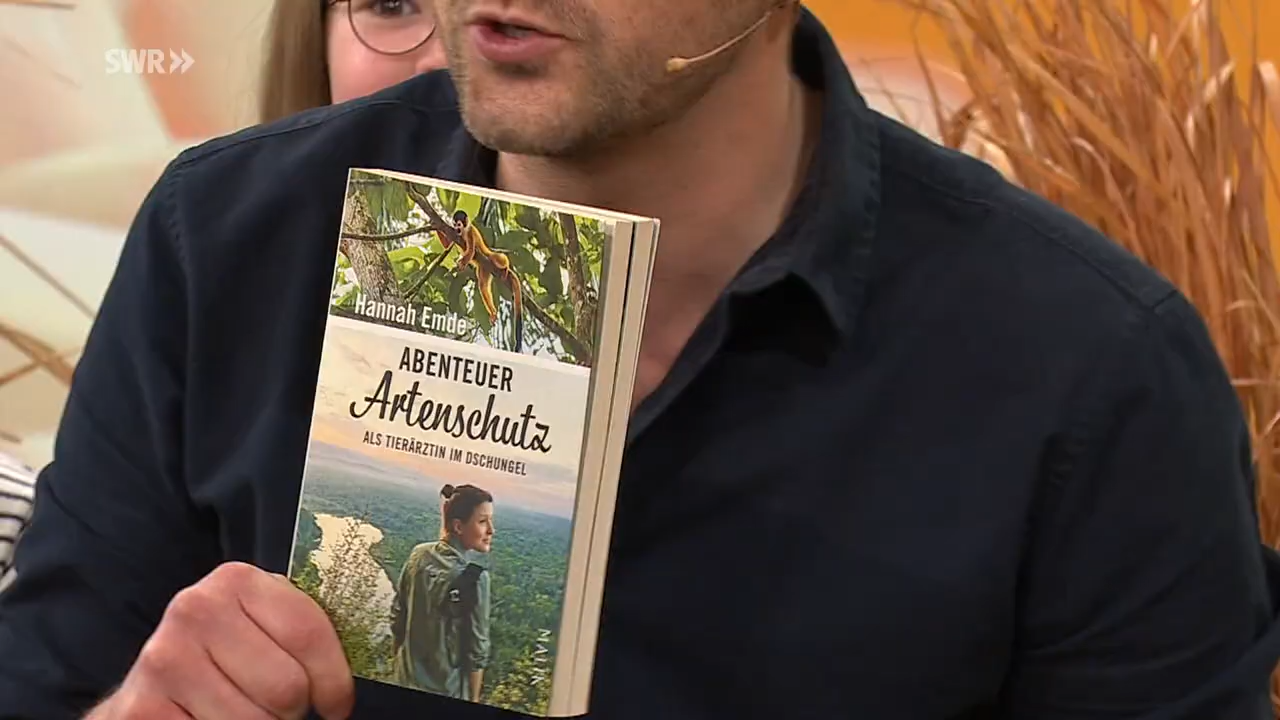 SWR»
Hannah Emde
ABENTEUER
Artenschutz
ALS TIERÄRZTIN IM DSCHUNGEL
MALIK